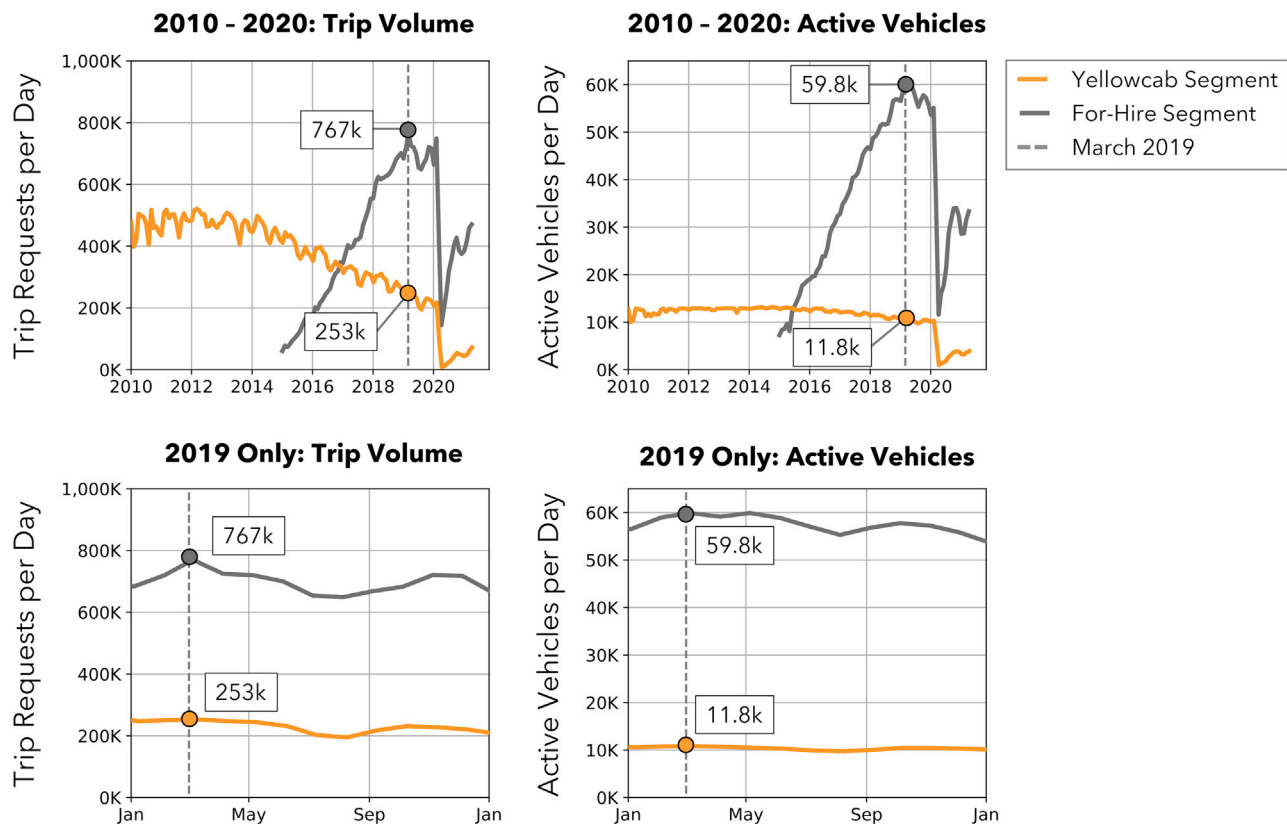 2010 – 2020: Trip Volume
Trip Requests per Day
1,000K
800K
600K
400K
200K
0K
2010 2012 2014 2016 2018 2020
767k
253k
2010 – 2020: Active Vehicles
Active Vehicles per Day
60K
50K
40K
30K
20K
10K
0K
2010 2012 2014 2016 2018 2020
59.8k
11.8k
Yellowcab Segment
For-Hire Segment
March 2019
2019 Only: Trip Volume
Trip Requests per Day
1,000K
800K
600K
400K
200K
0K
Jan May Sep Jan
767k
253k
2019 Only: Active Vehicles
Active Vehicles per Day
60K
50K
40K
30K
20K
10K
0K
Jan May Sep Jan
59.8k
11.8k